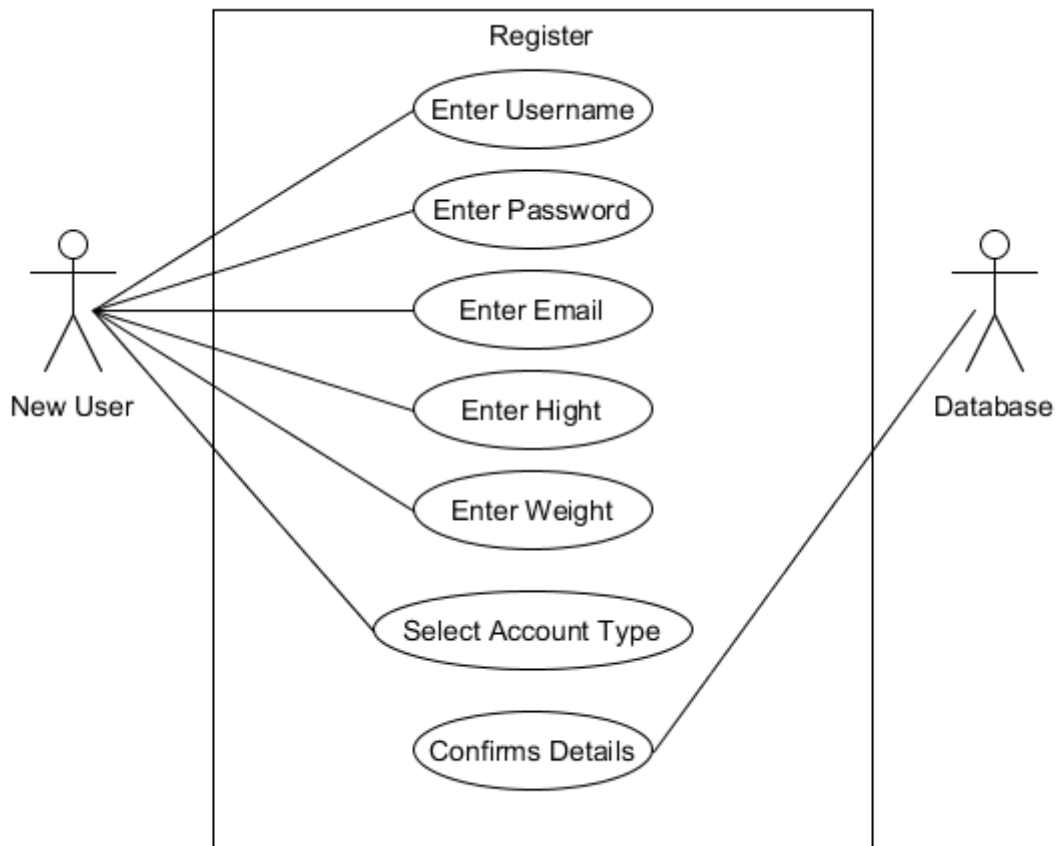 Register
Enter Username
Enter Password
Enter Email
Enter Hight
Enter Weight
Select Account Type
Confirms Details
New User
Database